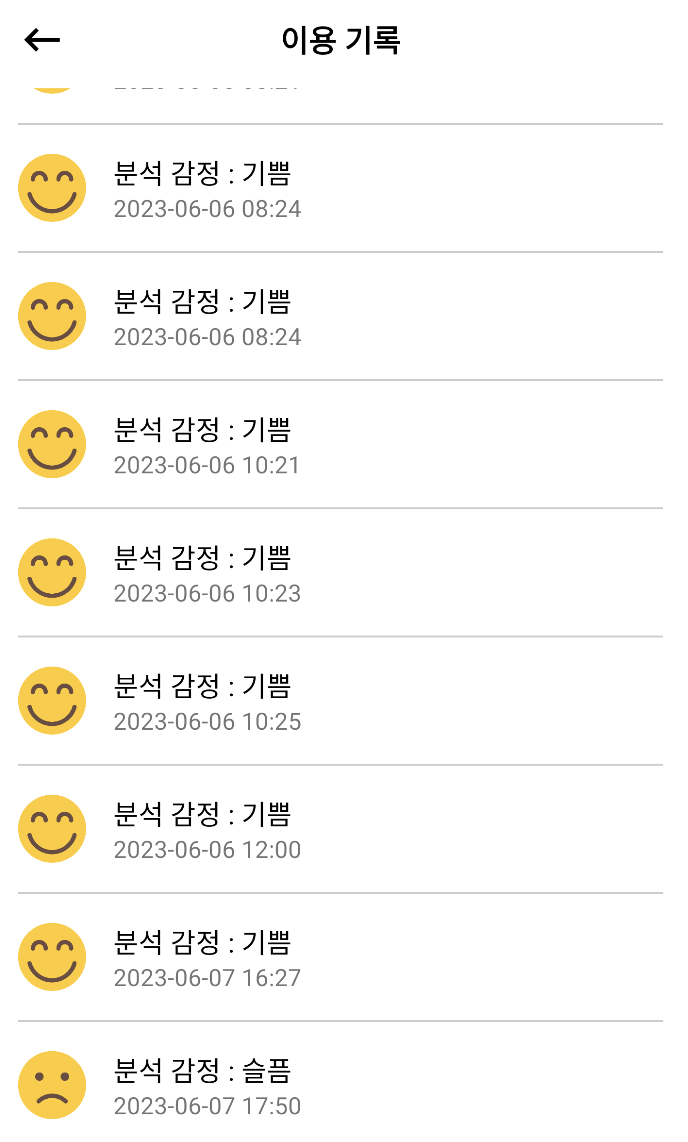 이용 기록
분석 감정 : 기쁨
2023-06-06 08:24
분석 감정 : 기쁨
2023-06-06 08:24
분석 감정 : 기쁨
2023-06-06 10:21
분석 감정 : 기쁨
2023-06-06 10:23
분석 감정 : 기쁨
2023-06-06 10:25
분석 감정 : 기쁨
2023-06-06 12:00
분석 감정 : 기쁨
2023-06-07 16:27
분석 감정 : 슬픔
2023-06-07 17:50